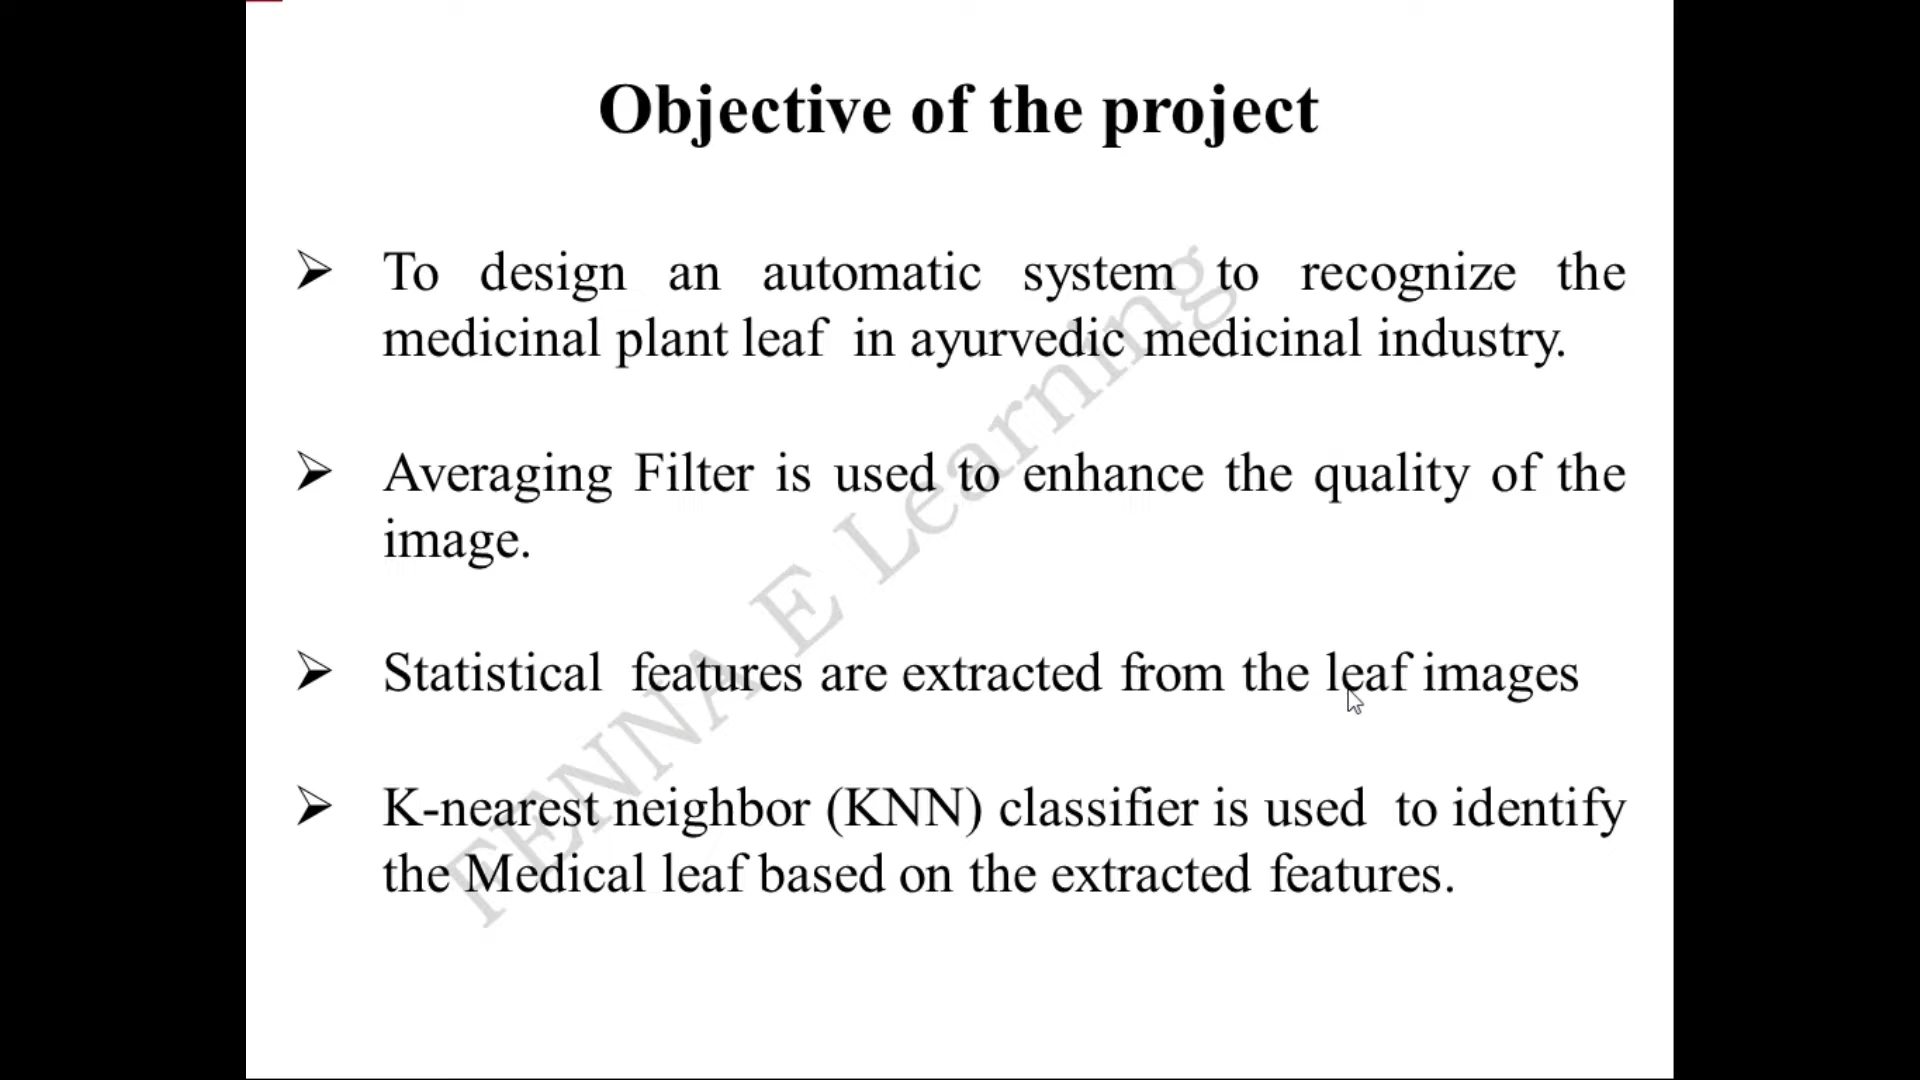 Objective of the project
To design an automatic system to recognize the
medicinal plant leaf in ayurvedic medicinal industry.
Averaging Filter is used to enhance the quality of the
image.
Statistical features are extracted from the leaf images
K-nearest neighbor (KNN) classifier is used to identify
the Medical leaf based on the extracted features.
FENNA E Learning